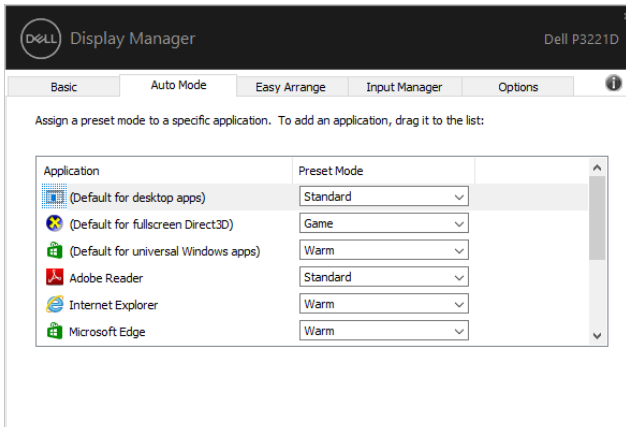 DELL Display Manager Dell P3221D
Basic Auto Mode Easy Arrange Input Manager Options
Assign a preset mode to a specific application. To add an application, drag it to the list:
Application Preset Mode
(Default for desktop apps) Standard
(Default for fullscreen Direct3D) Game
(Default for universal Windows apps) Warm
Adobe Reader Standard
Internet Explorer Warm
Microsoft Edge Warm